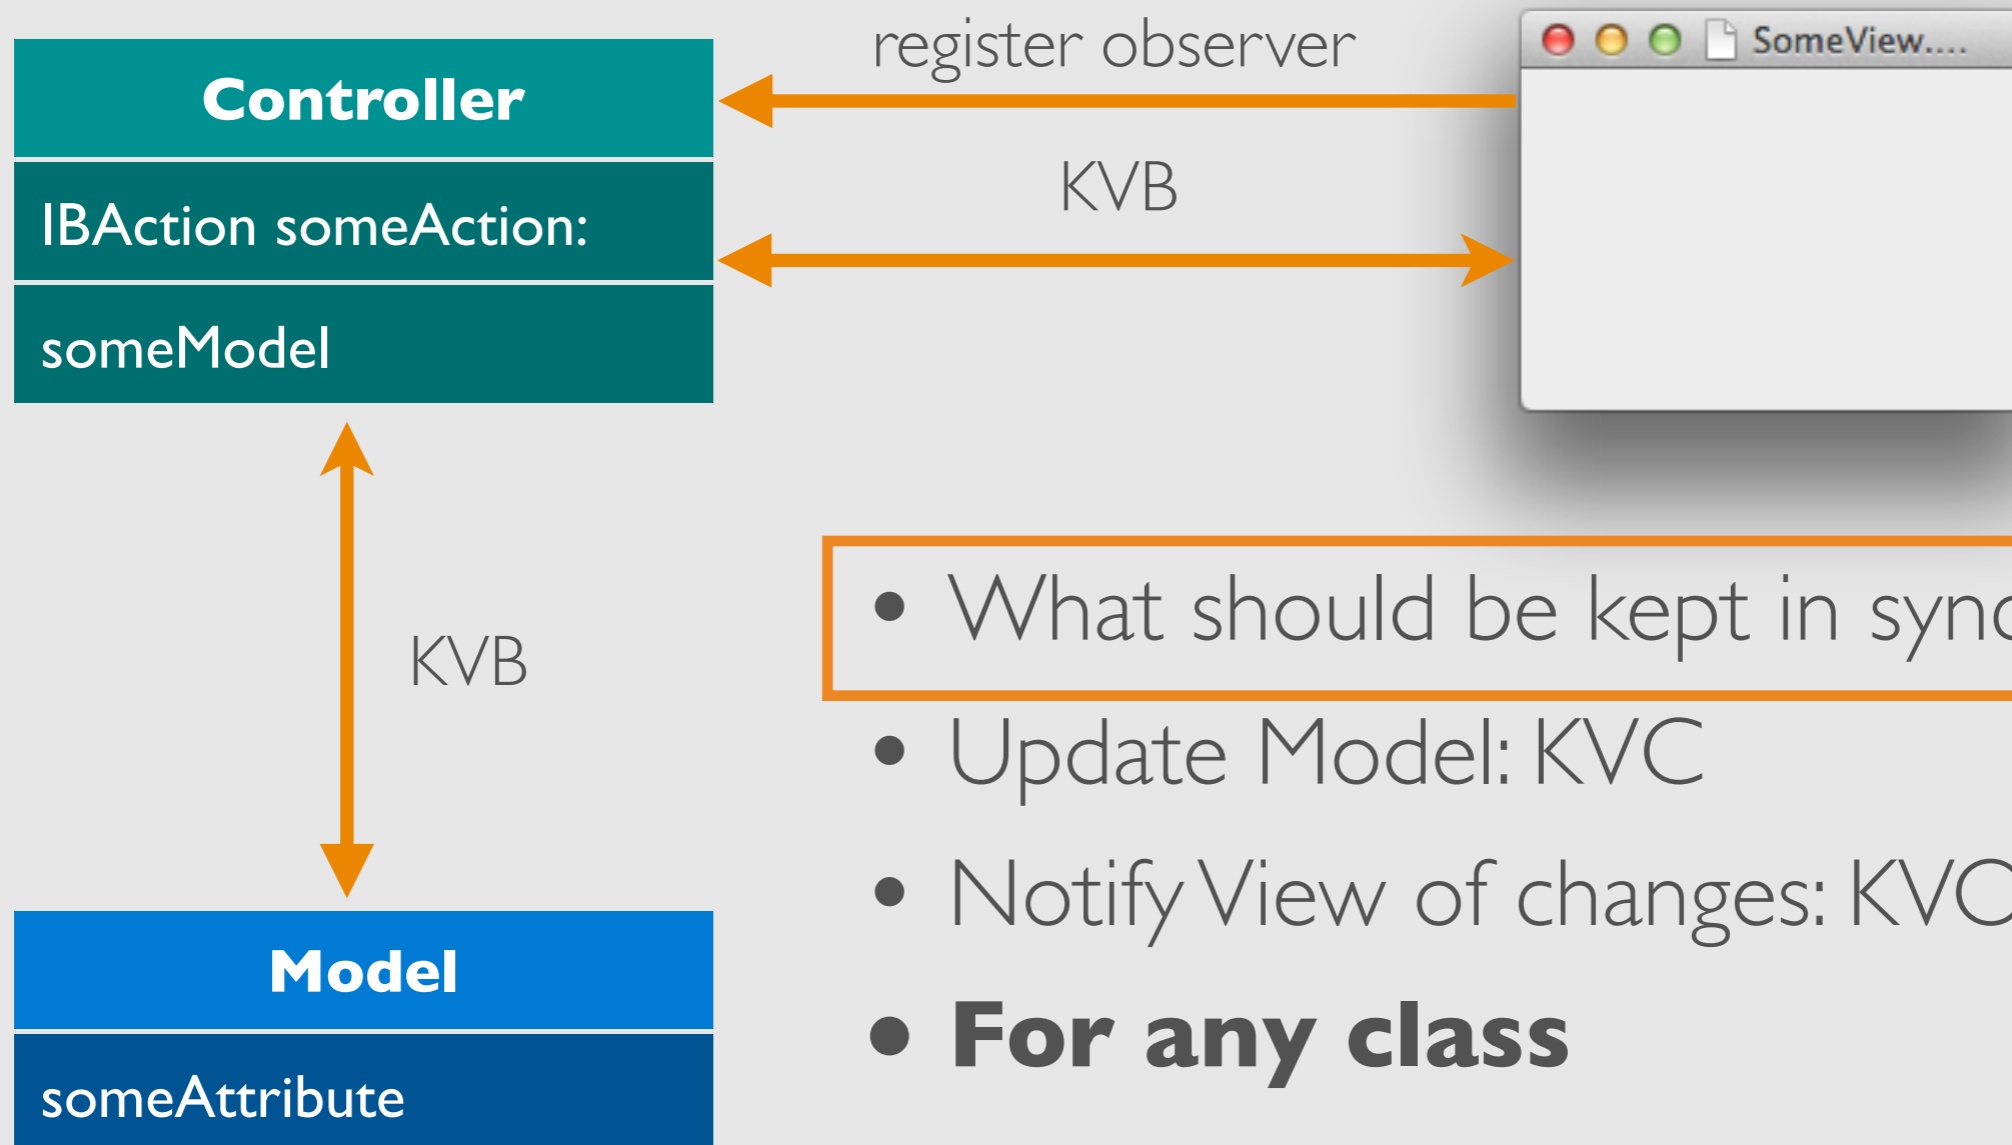 register observer
SomeView....
Controller
KVB
IBAction someAction:
someModel
KVB
• What should be kept in sync
• Update Model: KVC
• Notify View of changes: KVO
Model
• For any class
someAttribute